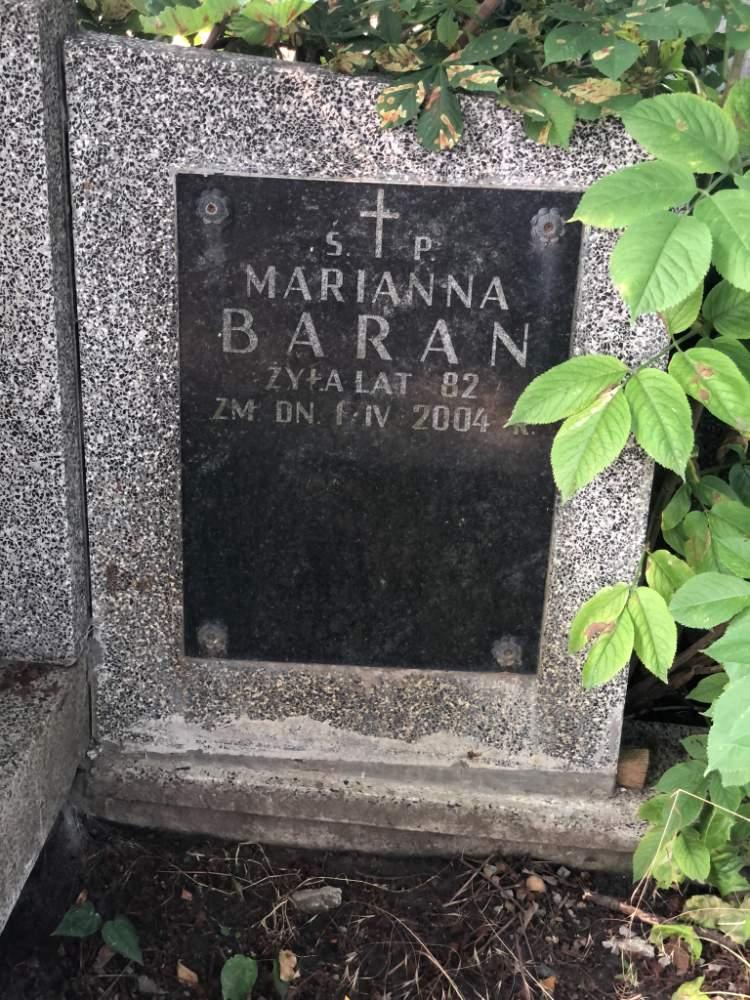 Ś. P.
MARIANNA
BARAN
ŻYŁA LAT 82
ZM. DN. 1·IV 2004 R.